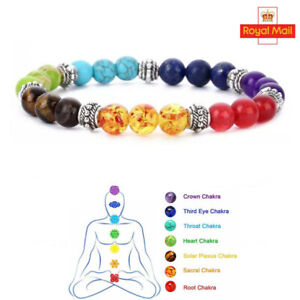 Royal Mail
Crown Chakra
Third Eye Chakra
Throat Chakra
Heart Chakra
Solar Plexus Chakra
Sacral Chakra
Root Chakra